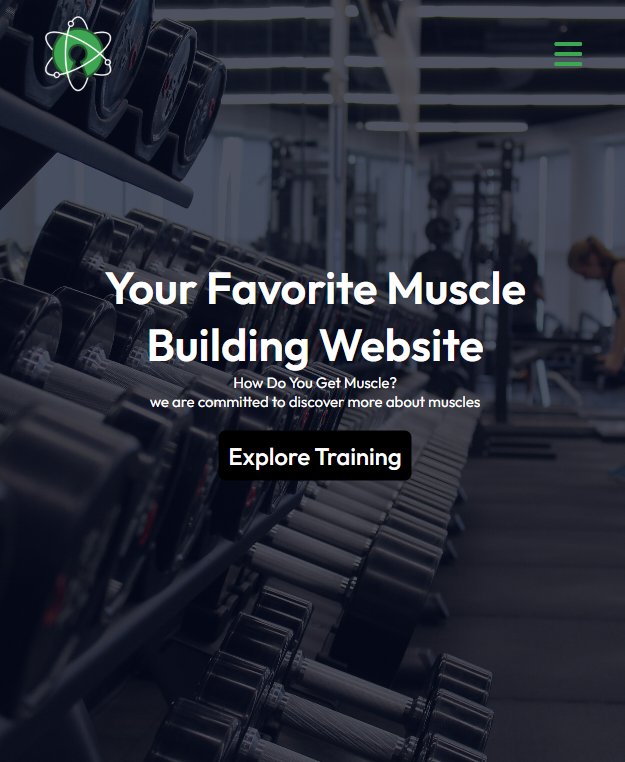 Your Favorite Muscle
Building Website
How Do You Get Muscle?
we are committed to discover more about muscles
Explore Training